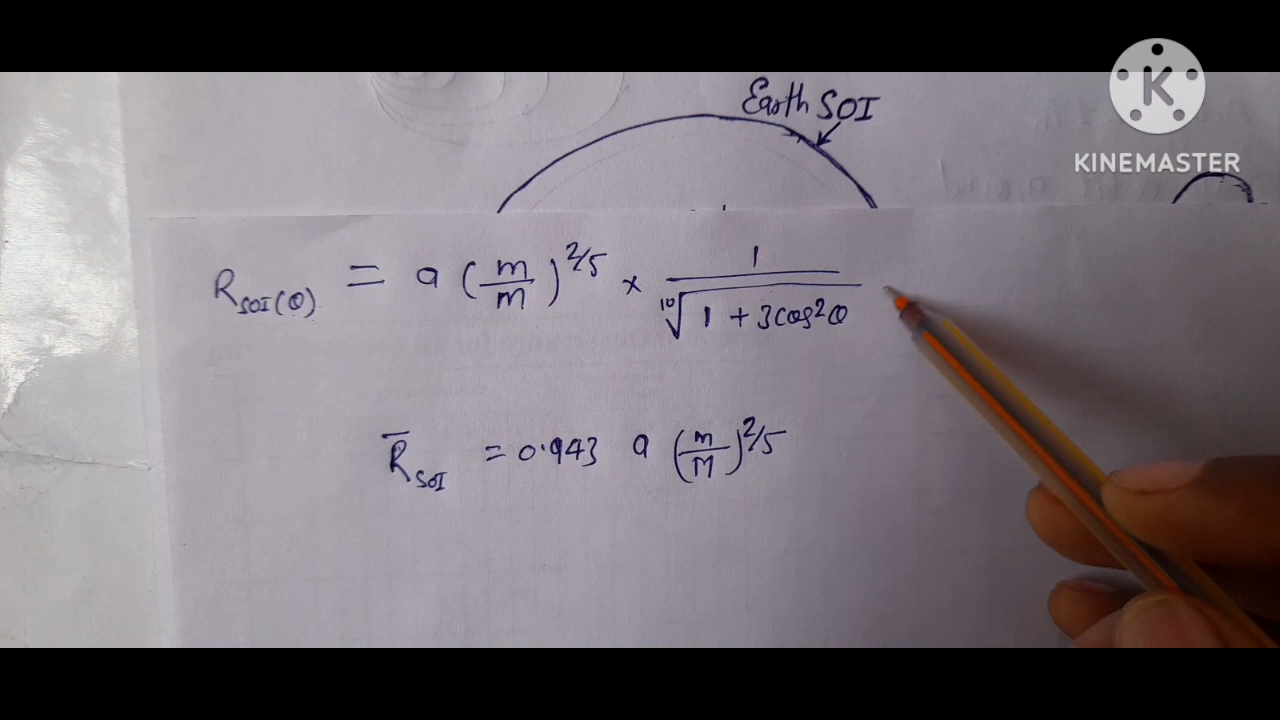 Earth SOI
KINEMASTER
R_SOI(θ) = a (m/m)^2/5 × 1/¹⁰√(1 + 3cos²θ)
R̄_SOI = 0.943 a (m/M)^2/5